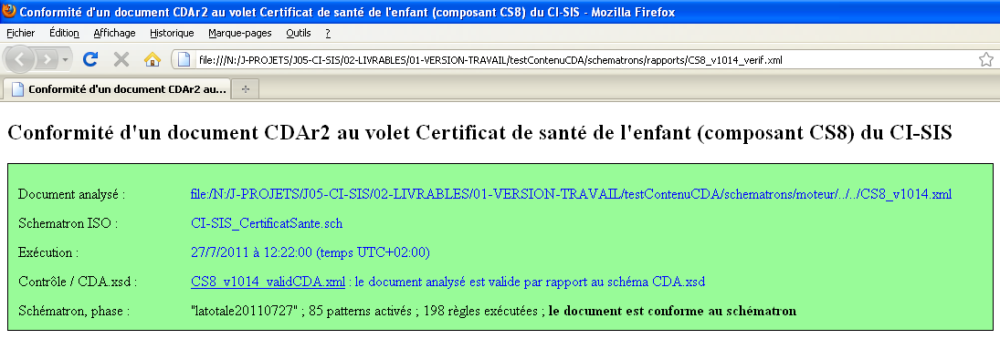 Conformité d'un document CDAr2 au volet Certificat de santé de l'enfant (composant CS8) du CI-SIS - Mozilla Firefox
Fichier Édition Affichage Historique Marque-pages Outils ?
file:///N:/J-PROJETS/J05-CI-SIS/02-LIVRABLES/01-VERSION-TRAVAIL/testContenuCDA/schematrons/rapports/CS8_v1014_verif.xml
Conformité d'un document CDAr2 au...
Conformité d'un document CDAr2 au volet Certificat de santé de l'enfant (composant CS8) du CI-SIS
Document analysé : file:/N:/J-PROJETS/J05-CI-SIS/02-LIVRABLES/01-VERSION-TRAVAIL/testContenuCDA/schematrons/moteur/../../CS8_v1014.xml
Schematron ISO : CI-SIS_CertificatSante.sch
Exécution : 27/7/2011 à 12:22:00 (temps UTC+02:00)
Contrôle / CDA.xsd : CS8_v1014_validCDA.xml : le document analysé est valide par rapport au schéma CDA.xsd
Schématron, phase : "latotale20110727" ; 85 patterns activés ; 198 règles exécutées ; le document est conforme au schématron